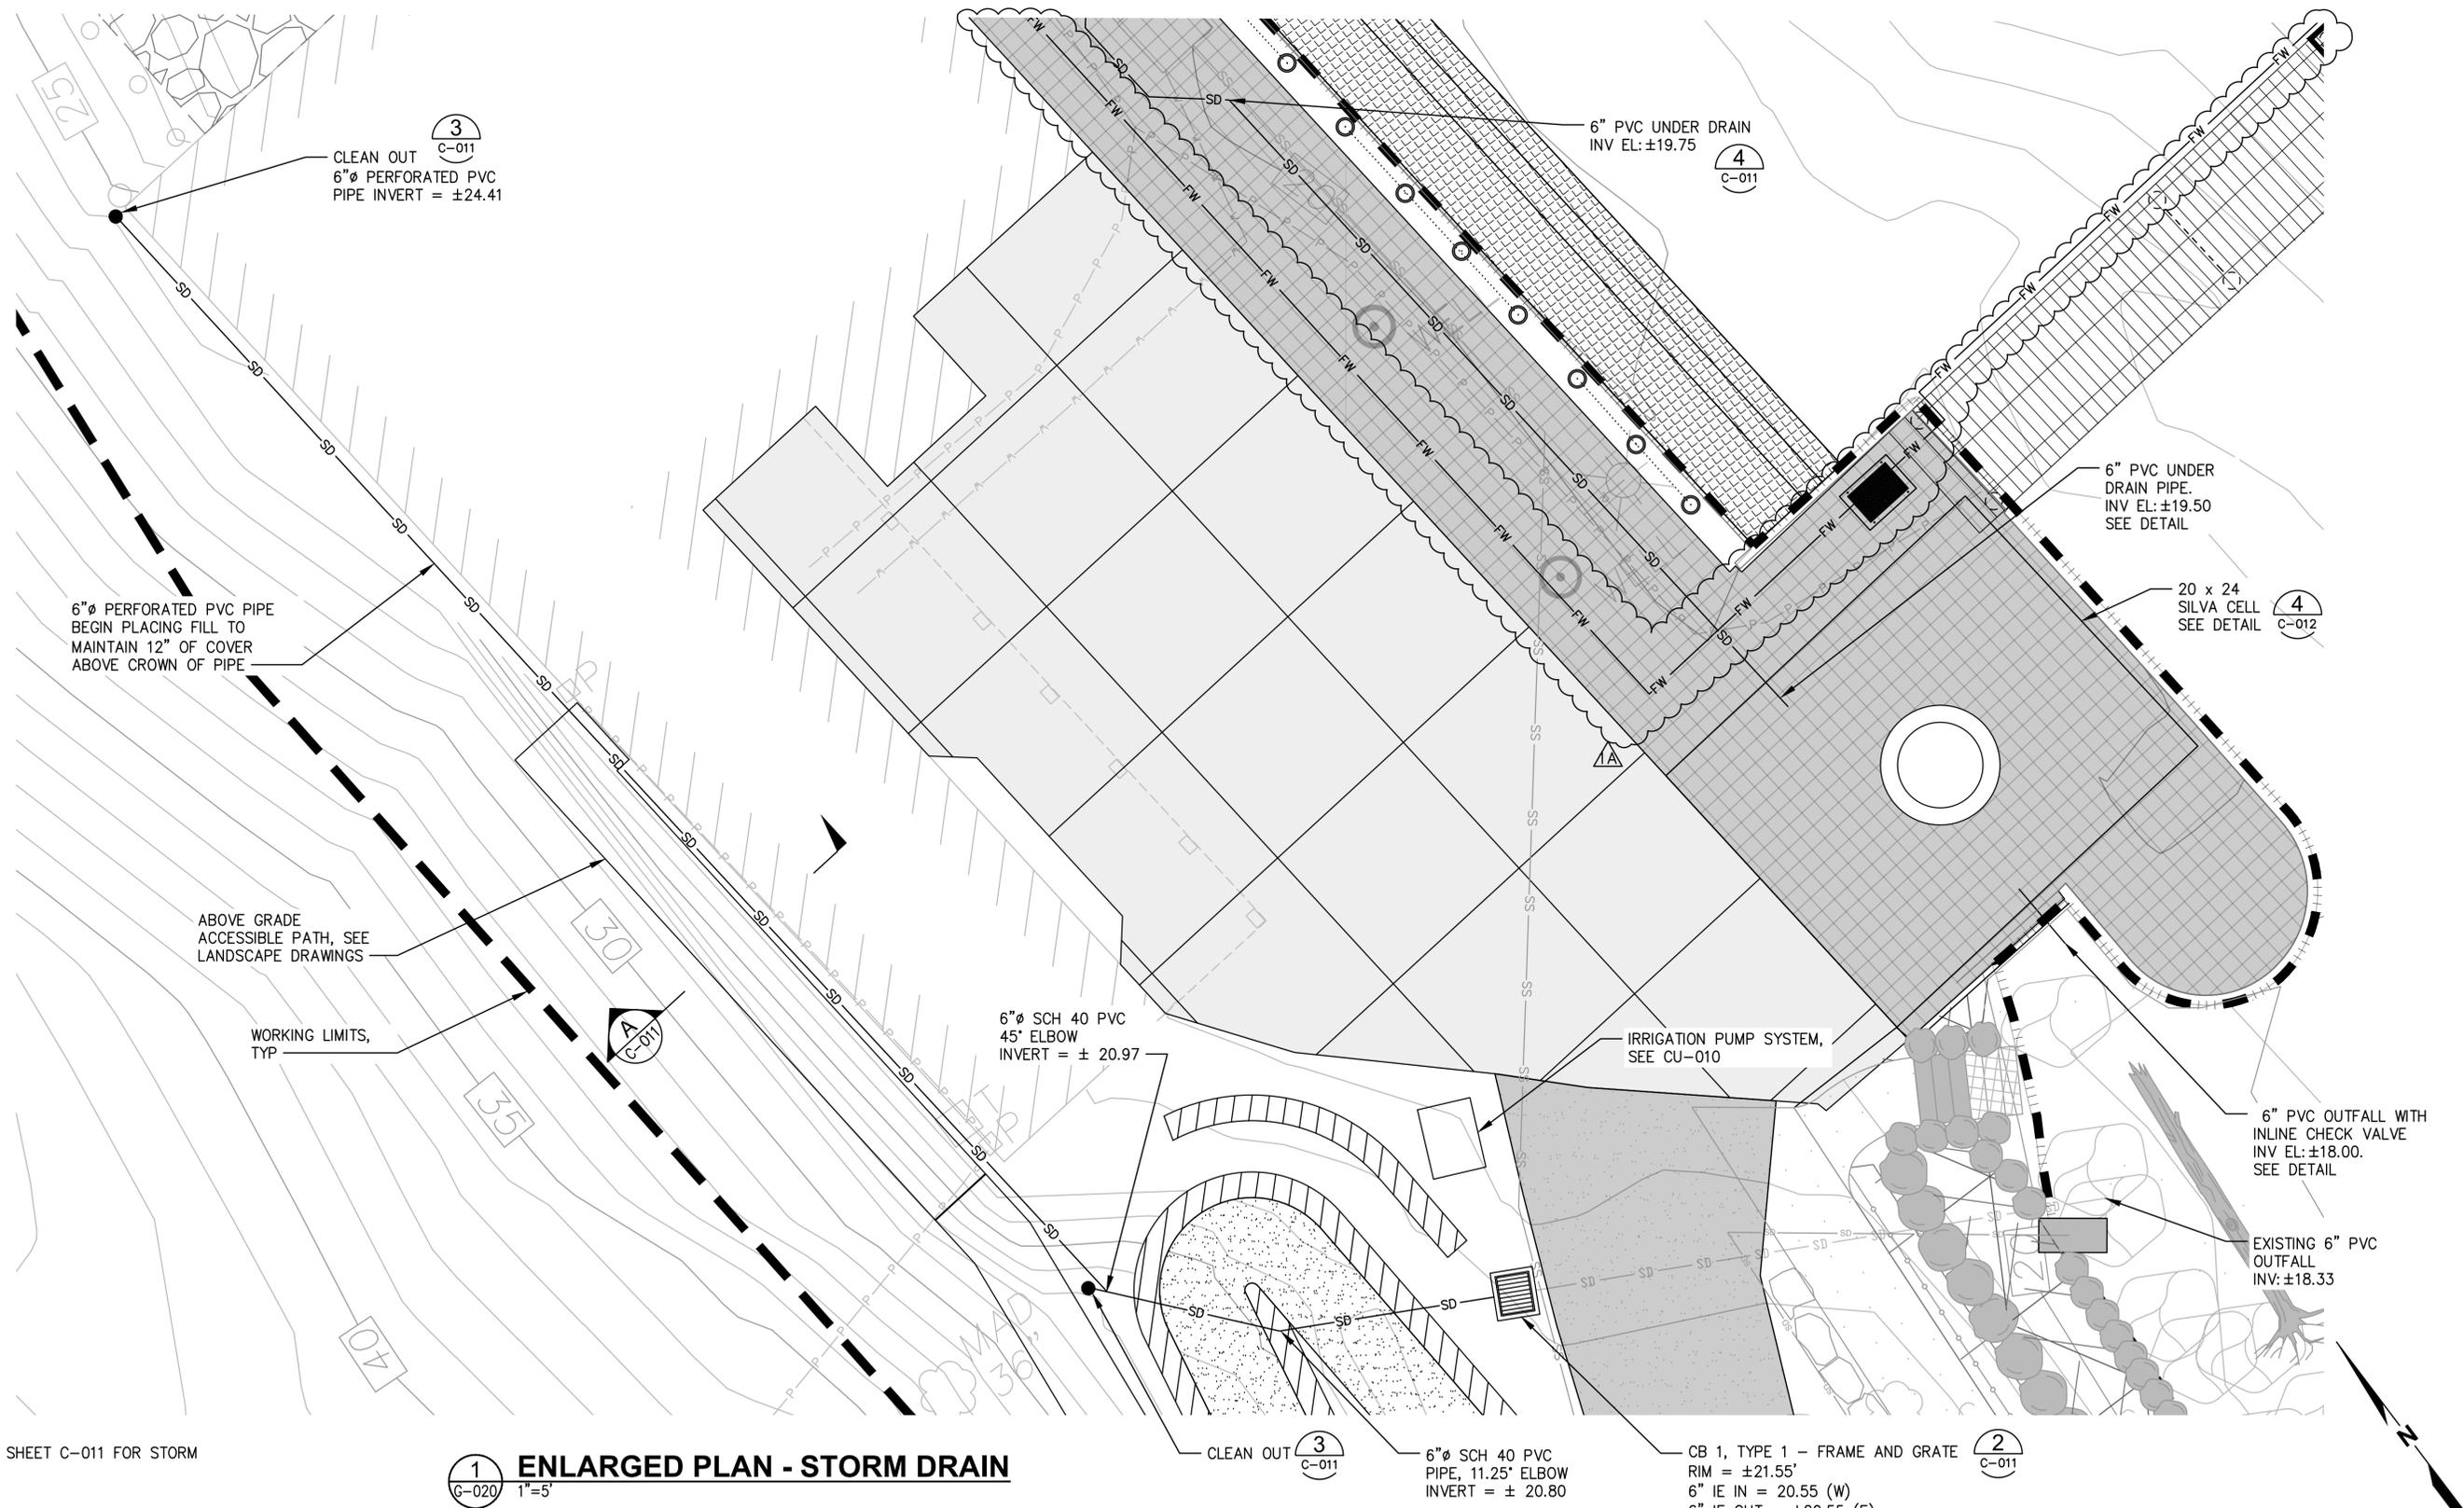 25
3
C-011
CLEAN OUT
6"ø PERFORATED PVC
PIPE INVERT = ±24.41
6" PVC UNDER DRAIN
INV EL: ±19.75
4
C-011
6" PVC UNDER
DRAIN PIPE.
INV EL: ±19.50
SEE DETAIL
20 x 24
SILVA CELL
SEE DETAIL
4
C-012
6"ø PERFORATED PVC PIPE
BEGIN PLACING FILL TO
MAINTAIN 12" OF COVER
ABOVE CROWN OF PIPE
1A
ABOVE GRADE
ACCESSIBLE PATH, SEE
LANDSCAPE DRAWINGS
30
WORKING LIMITS,
TYP
A
C-011
6"ø SCH 40 PVC
45° ELBOW
INVERT = ± 20.97
IRRIGATION PUMP SYSTEM,
SEE CU-010
35
6" PVC OUTFALL WITH
INLINE CHECK VALVE
INV EL: ±18.00.
SEE DETAIL
EXISTING 6" PVC
OUTFALL
INV: ±18.33
40
MAD
36"
FW
SD
SS
P
SHEET C-011 FOR STORM
1
G-020
ENLARGED PLAN - STORM DRAIN
1"=5'
CLEAN OUT
3
C-011
6"ø SCH 40 PVC
PIPE, 11.25° ELBOW
INVERT = ± 20.80
CB 1, TYPE 1 – FRAME AND GRATE
2
C-011
RIM = ±21.55'
6" IE IN = 20.55 (W)
N